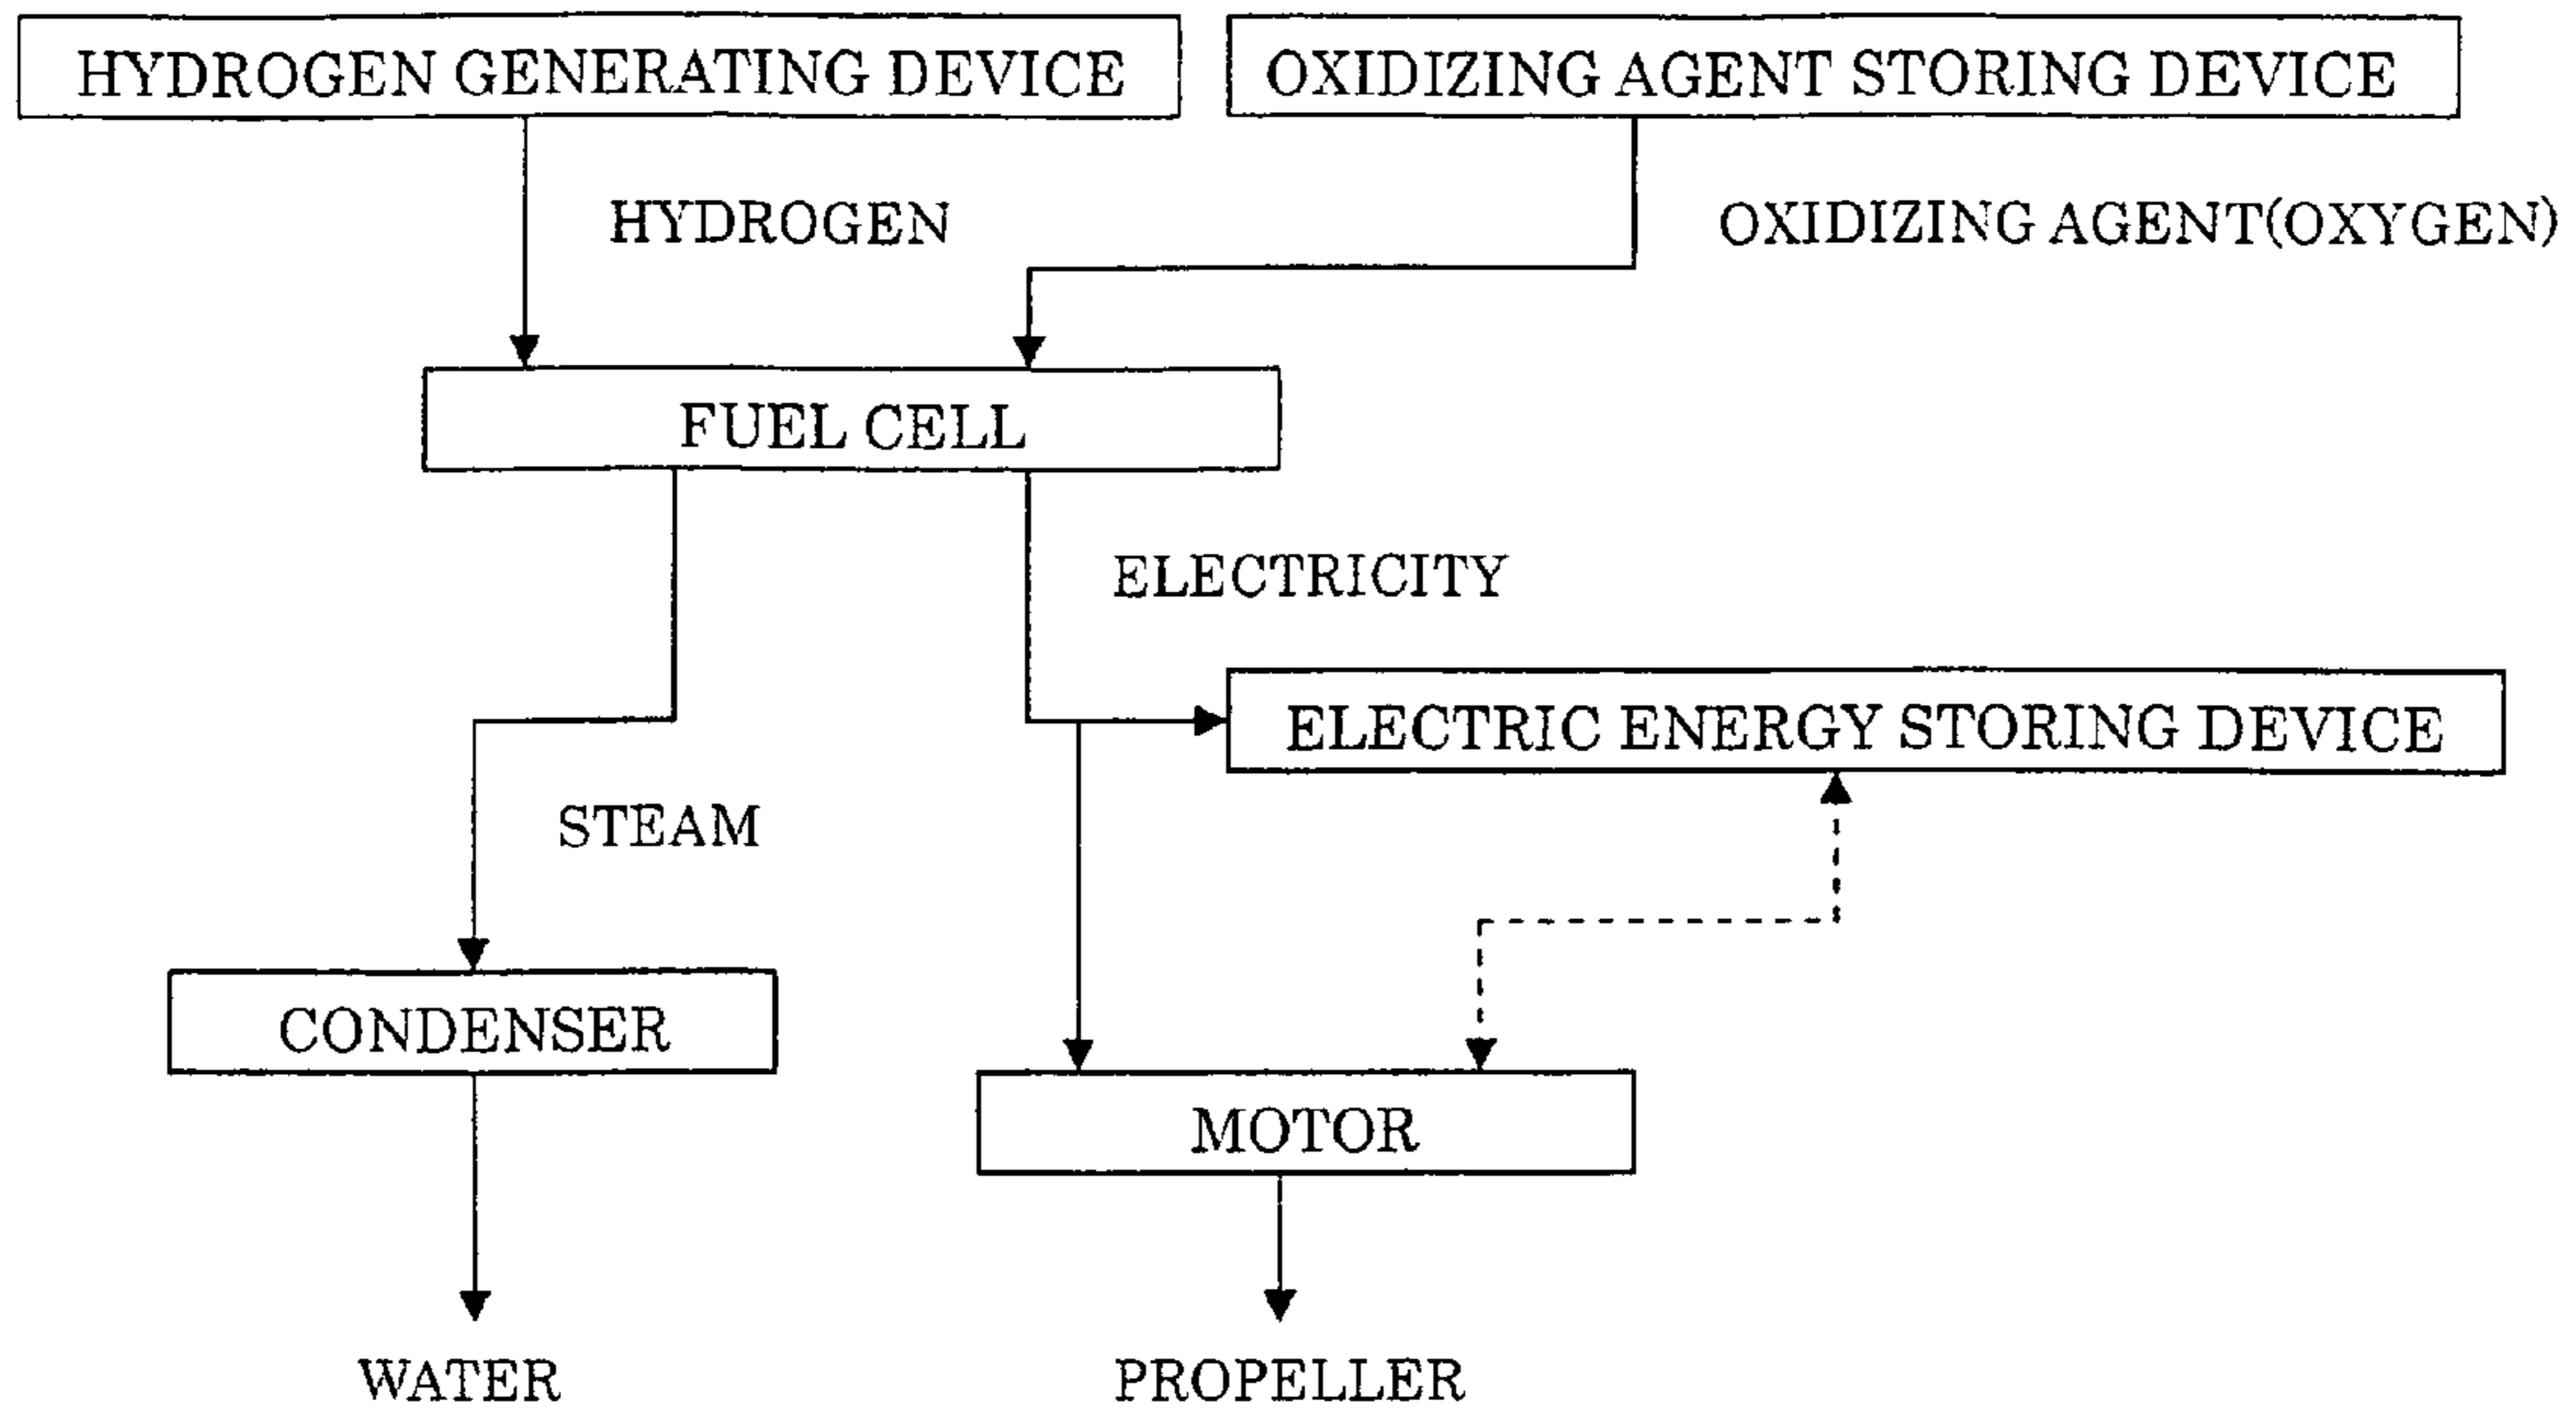 HYDROGEN GENERATING DEVICE
OXIDIZING AGENT STORING DEVICE
HYDROGEN
OXIDIZING AGENT(OXYGEN)
FUEL CELL
ELECTRICITY
ELECTRIC ENERGY STORING DEVICE
STEAM
CONDENSER
MOTOR
WATER
PROPELLER